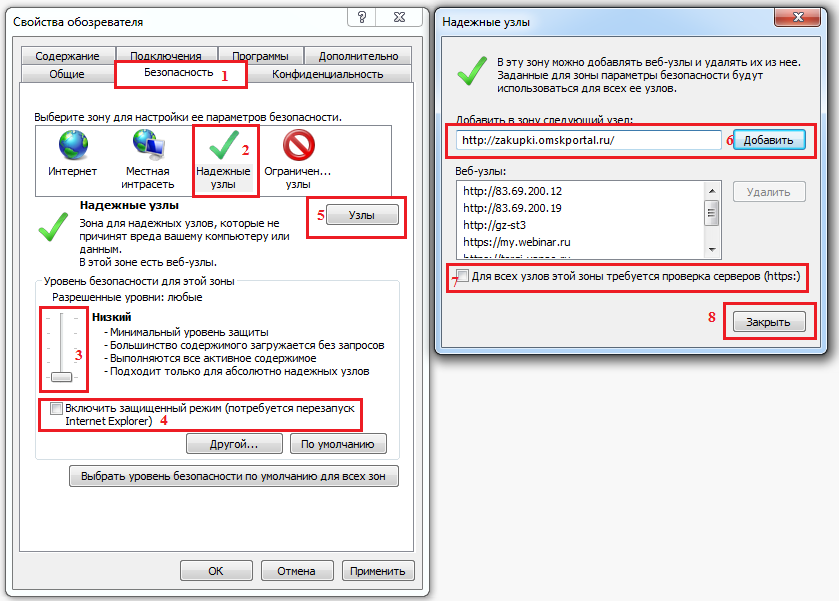 Свойства обозревателя
Содержание
Подключения
Программы
Дополнительно
Общие
Безопасность
1
Конфиденциальность
Выберите зону для настройки ее параметров безопасности.
2
Интернет
Местная
интрасеть
Надежные
узлы
Ограничен...
узлы
Надежные узлы
Зона для надежных узлов, которые не
причинят вреда вашему компьютеру или
данным.
В этой зоне есть веб-узлы.
5
Узлы
Уровень безопасности для этой зоны
Разрешенные уровни: любые
3
Низкий
- Минимальный уровень защиты
- Большинство содержимого загружается без запросов
- Выполняются все активное содержимое
- Подходит только для абсолютно надежных узлов
Включить защищенный режим (потребуется перезапуск
Internet Explorer)
4
Другой...
По умолчанию
Выбрать уровень безопасности по умолчанию для всех зон
OK
Отмена
Применить
Надежные узлы
В эту зону можно добавлять веб-узлы и удалять их из нее.
Заданные для зоны параметры безопасности будут
использоваться для всех ее узлов.
Добавить в зону следующий узел:
http://zakupki.omskportal.ru/
6
Добавить
Веб-узлы:
http://83.69.200.12
http://83.69.200.19
http://gz-st3
https://my.webinar.ru
Удалить
7
Для всех узлов этой зоны требуется проверка серверов (https:)
8
Закрыть